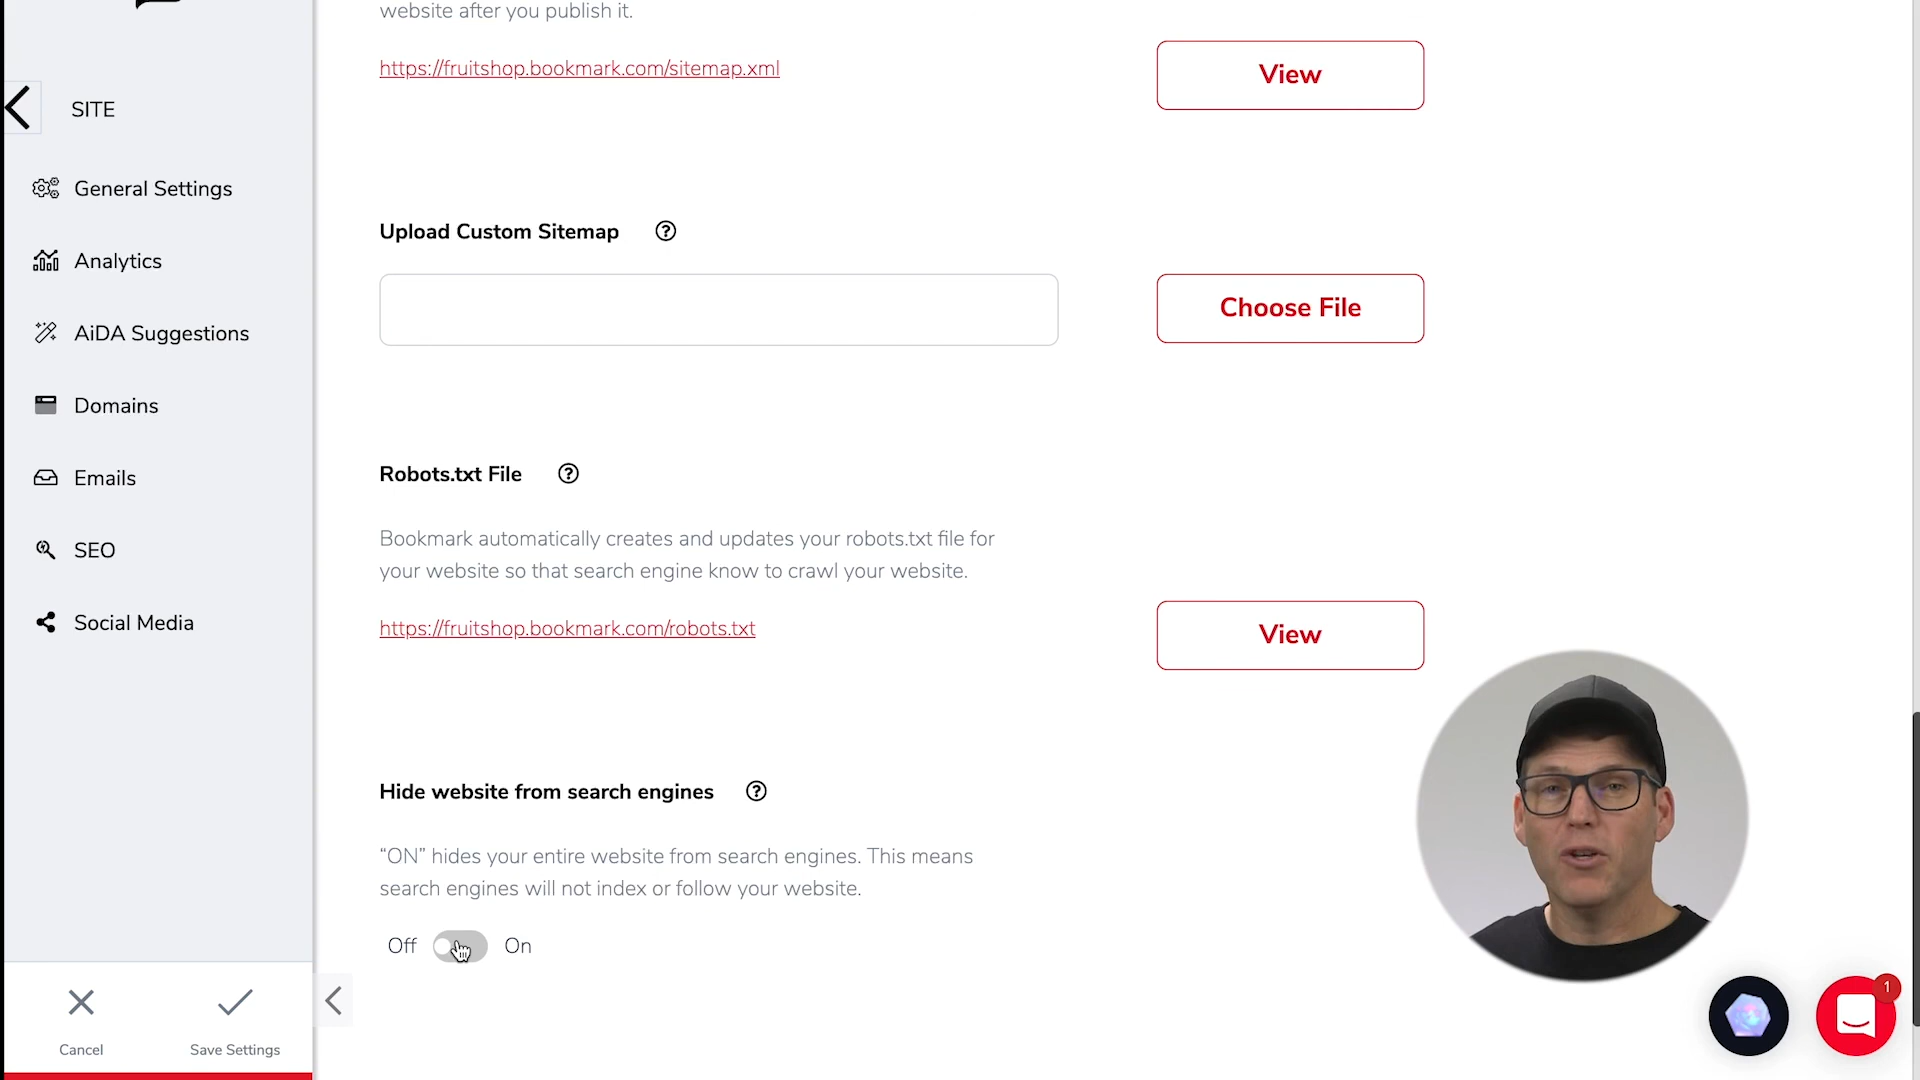 website after you publish it.
https://fruitshop.bookmark.com/sitemap.xml
View
SITE
General Settings
Analytics
AiDA Suggestions
Domains
Emails
SEO
Social Media
Upload Custom Sitemap
?
Choose File
Robots.txt File
?
Bookmark automatically creates and updates your robots.txt file for
your website so that search engine know to crawl your website.
https://fruitshop.bookmark.com/robots.txt
View
Hide website from search engines
?
“ON” hides your entire website from search engines. This means
search engines will not index or follow your website.
Off
On
Cancel
Save Settings
1